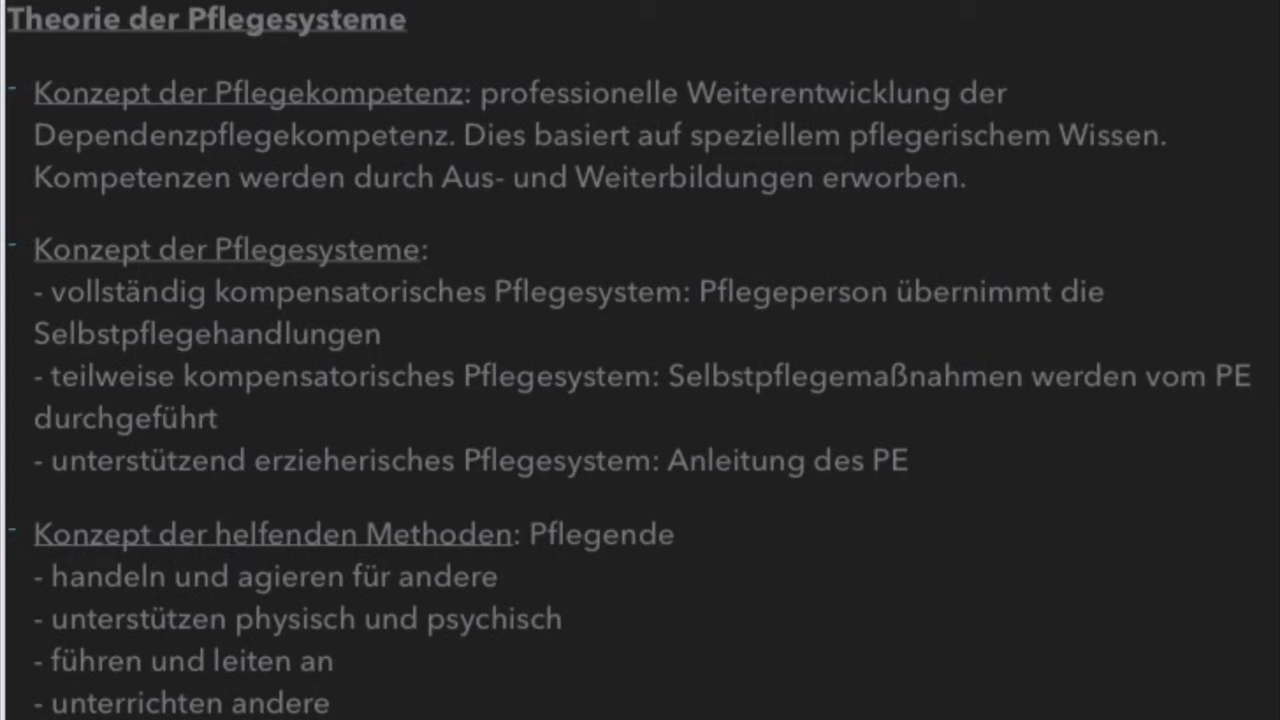 Theorie der Pflegesysteme
- Konzept der Pflegekompetenz: professionelle Weiterentwicklung der
Dependenzpflegekompetenz. Dies basiert auf speziellem pflegerischem Wissen.
Kompetenzen werden durch Aus- und Weiterbildungen erworben.
- Konzept der Pflegesysteme:
- vollständig kompensatorisches Pflegesystem: Pflegeperson übernimmt die
Selbstpflegehandlungen
- teilweise kompensatorisches Pflegesystem: Selbstpflegemaßnahmen werden vom PE
durchgeführt
- unterstützend erzieherisches Pflegesystem: Anleitung des PE
- Konzept der helfenden Methoden: Pflegende
- handeln und agieren für andere
- unterstützen physisch und psychisch
- führen und leiten an
- unterrichten andere